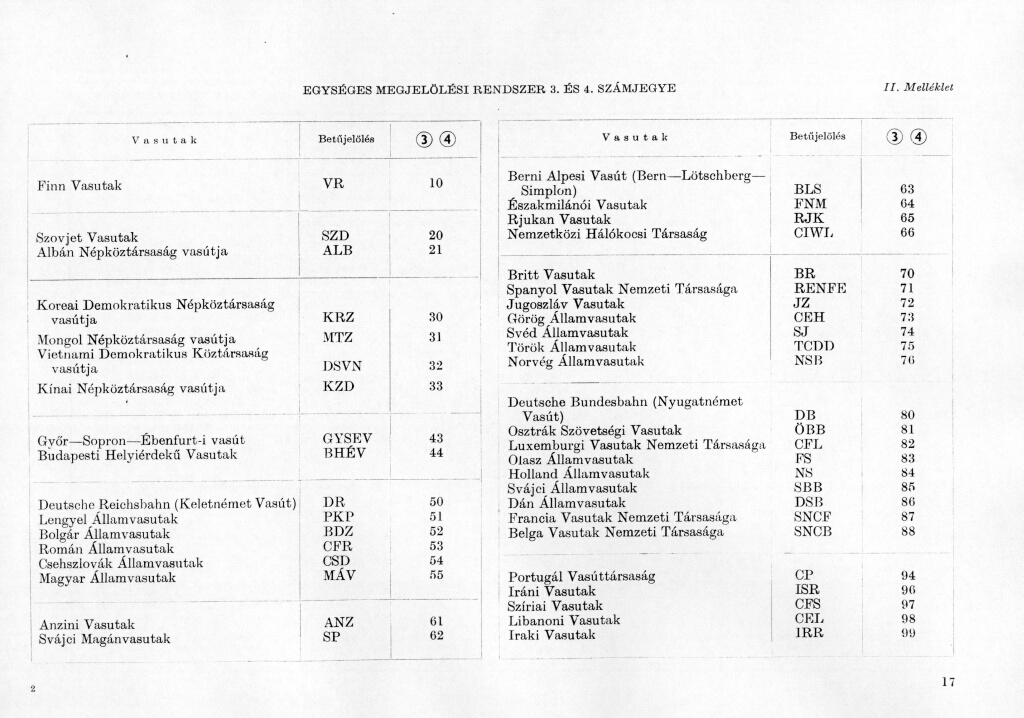 EGYSÉGES MEGJELÖLÉSI RENDSZER 3. ÉS 4. SZÁMJEGYE
II. Melléklet
Vasutak Betűjelölés ③ ④
Finn Vasutak VR 10
Szovjet Vasutak SZD 20
Albán Népköztársaság vasútja ALB 21
Koreai Demokratikus Népköztársaság
vasútja KRZ 30
Mongol Népköztársaság vasútja MTZ 31
Vietnami Demokratikus Köztársaság
vasútja DSVN 32
Kínai Népköztársaság vasútja KZD 33
Győr—Sopron—Ébenfurt-i vasút GYSEV 43
Budapesti Helyiérdekű Vasutak BHÉV 44
Deutsche Reichsbahn (Keletnémet Vasút) DR 50
Lengyel Államvasutak PKP 51
Bolgár Államvasutak BDZ 52
Román Államvasutak CFR 53
Csehszlovák Államvasutak CSD 54
Magyar Államvasutak MÁV 55
Anzini Vasutak ANZ 61
Svájci Magánvasutak SP 62
Vasutak Betűjelölés ③ ④
Berni Alpesi Vasút (Bern—Lötschberg—
Simplon) BLS 63
Északmilánói Vasutak FNM 64
Rjukan Vasutak RJK 65
Nemzetközi Hálókocsi Társaság CIWL 66
Britt Vasutak BR 70
Spanyol Vasutak Nemzeti Társasága RENFE 71
Jugoszláv Vasutak JZ 72
Görög Államvasutak CEH 73
Svéd Államvasutak SJ 74
Török Államvasutak TCDD 75
Norvég Államvasutak NSB 76
Deutsche Bundesbahn (Nyugatnémet
Vasút) DB 80
Osztrák Szövetségi Vasutak ÖBB 81
Luxemburgi Vasutak Nemzeti Társasága CFL 82
Olasz Államvasutak FS 83
Holland Államvasutak NS 84
Svájci Államvasutak SBB 85
Dán Államvasutak DSB 86
Francia Vasutak Nemzeti Társasága SNCF 87
Belga Vasutak Nemzeti Társasága SNCB 88
Portugál Vasúttársaság CP 94
Iráni Vasutak ISR 96
Szíriai Vasutak CFS 97
Libanoni Vasutak CEL 98
Iraki Vasutak IRR 99
2
17